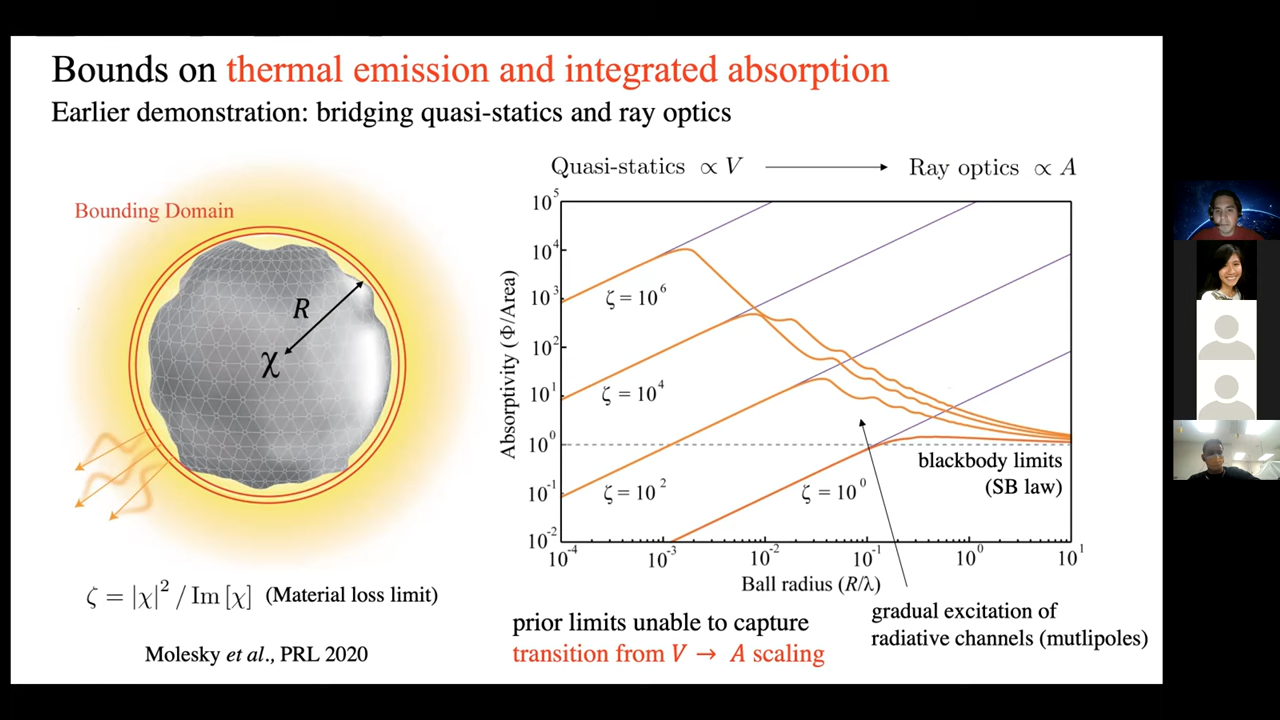 Bounds on thermal emission and integrated absorption
Earlier demonstration: bridging quasi-statics and ray optics
Bounding Domain
R
χ
ζ = |χ|² / Im [χ] (Material loss limit)
Molesky et al., PRL 2020
Quasi-statics ∝ V
Ray optics ∝ A
Absorptivity (Φ/Area)
10⁵
10⁴
10³
10²
10¹
10⁰
10⁻¹
10⁻²
ζ = 10⁶
ζ = 10⁴
ζ = 10²
ζ = 10⁰
blackbody limits
(SB law)
10⁻⁴ 10⁻³ 10⁻² 10⁻¹ 10⁰ 10¹
Ball radius (R/λ)
gradual excitation of
radiative channels (mutlipoles)
prior limits unable to capture
transition from V → A scaling